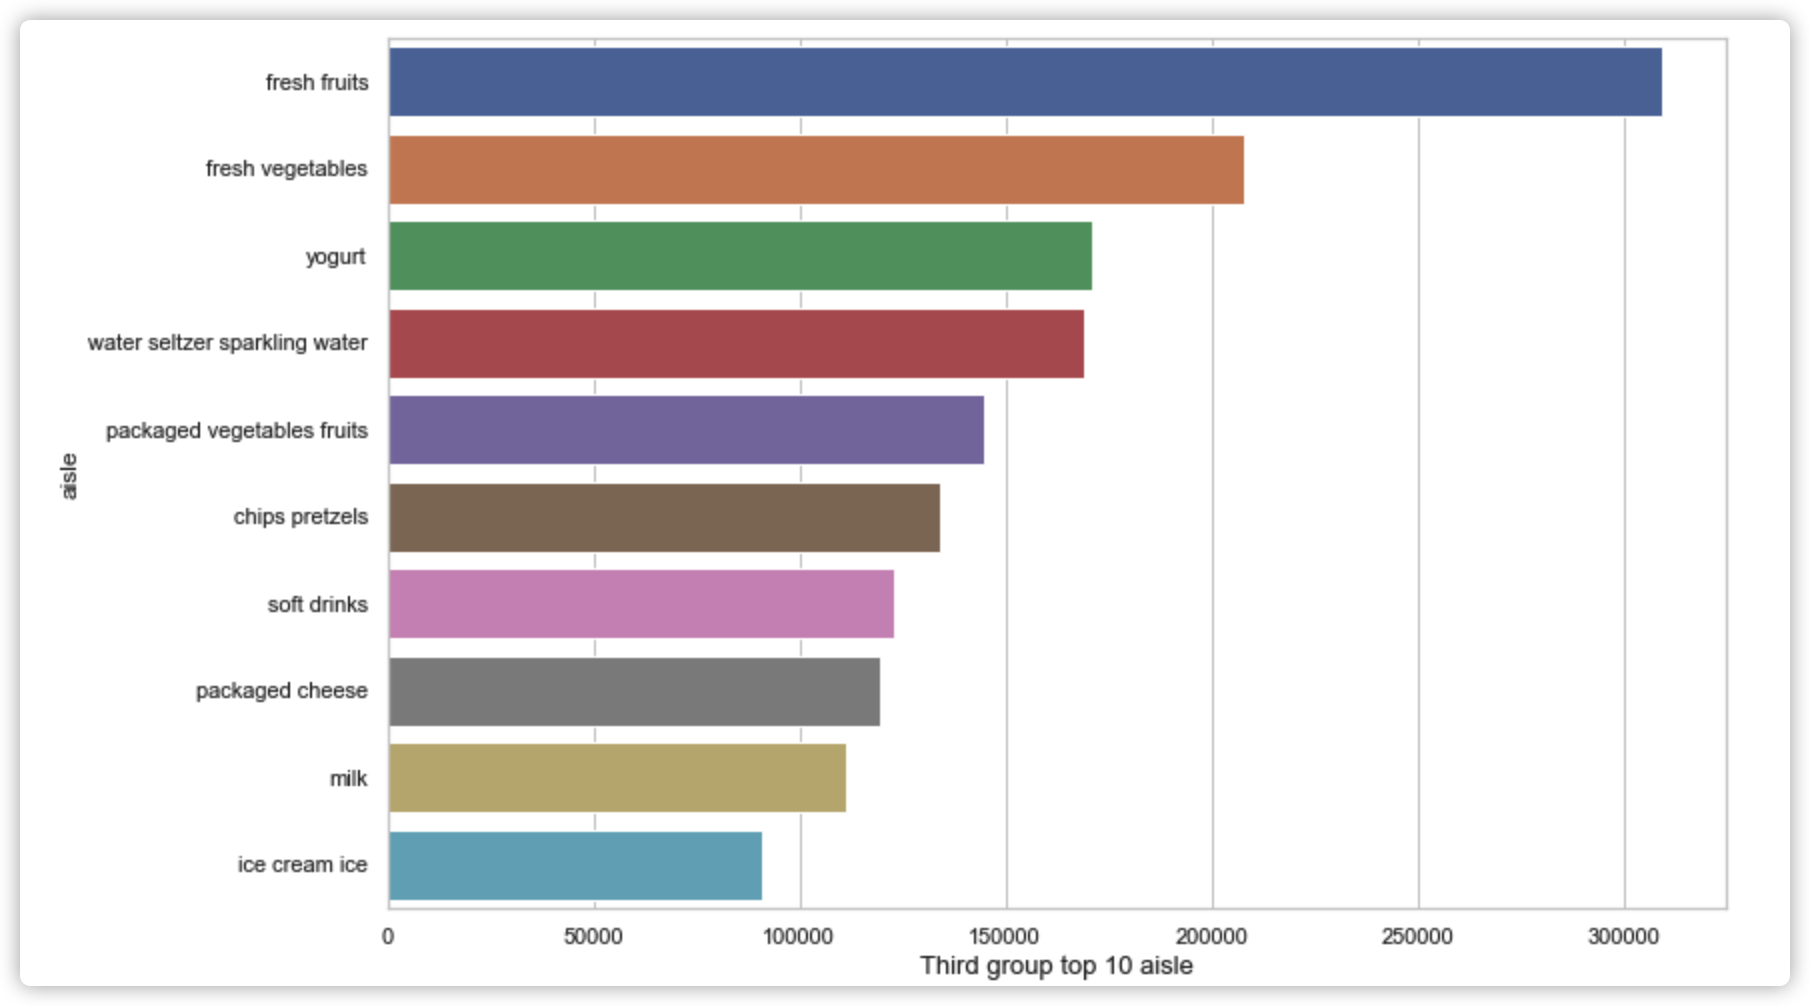 fresh fruits
fresh vegetables
yogurt
water seltzer sparkling water
packaged vegetables fruits
chips pretzels
soft drinks
packaged cheese
milk
ice cream ice
aisle
0 50000 100000 150000 200000 250000 300000
Third group top 10 aisle